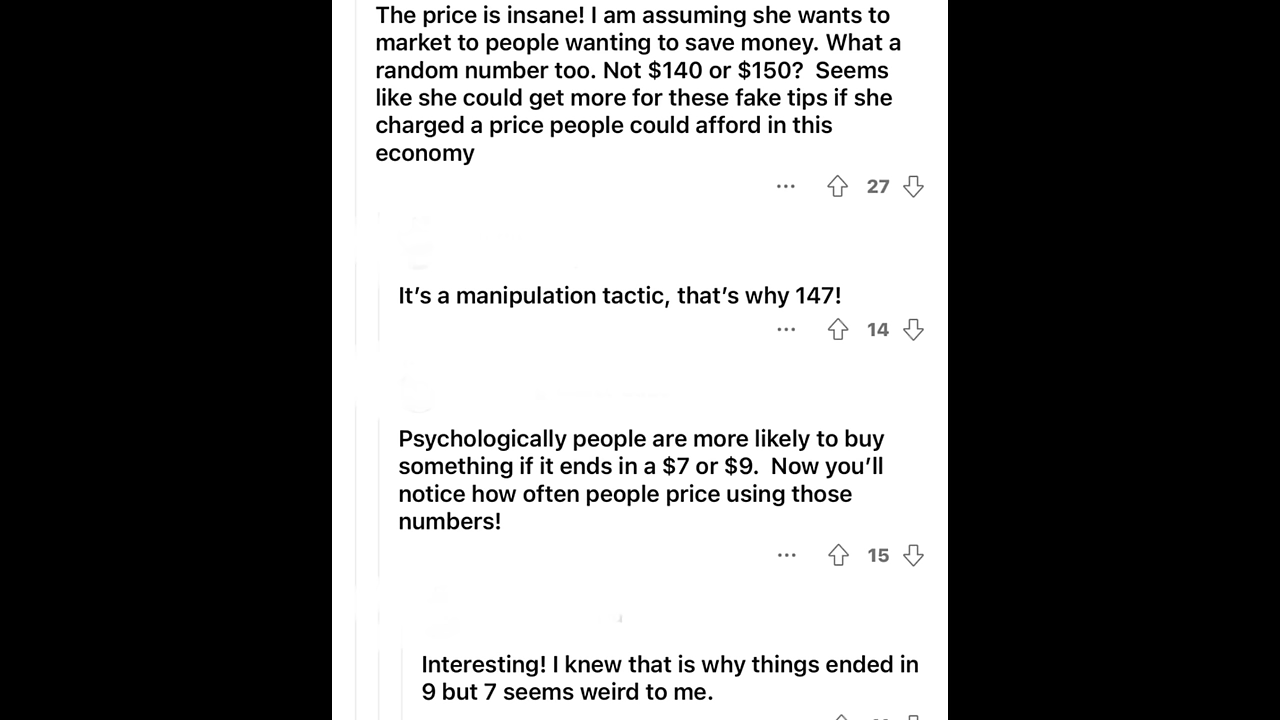 The price is insane! I am assuming she wants to
market to people wanting to save money. What a
random number too. Not $140 or $150?  Seems
like she could get more for these fake tips if she
charged a price people could afford in this
economy
27
It’s a manipulation tactic, that’s why 147!
14
Psychologically people are more likely to buy
something if it ends in a $7 or $9.  Now you’ll
notice how often people price using those
numbers!
15
Interesting! I knew that is why things ended in
9 but 7 seems weird to me.